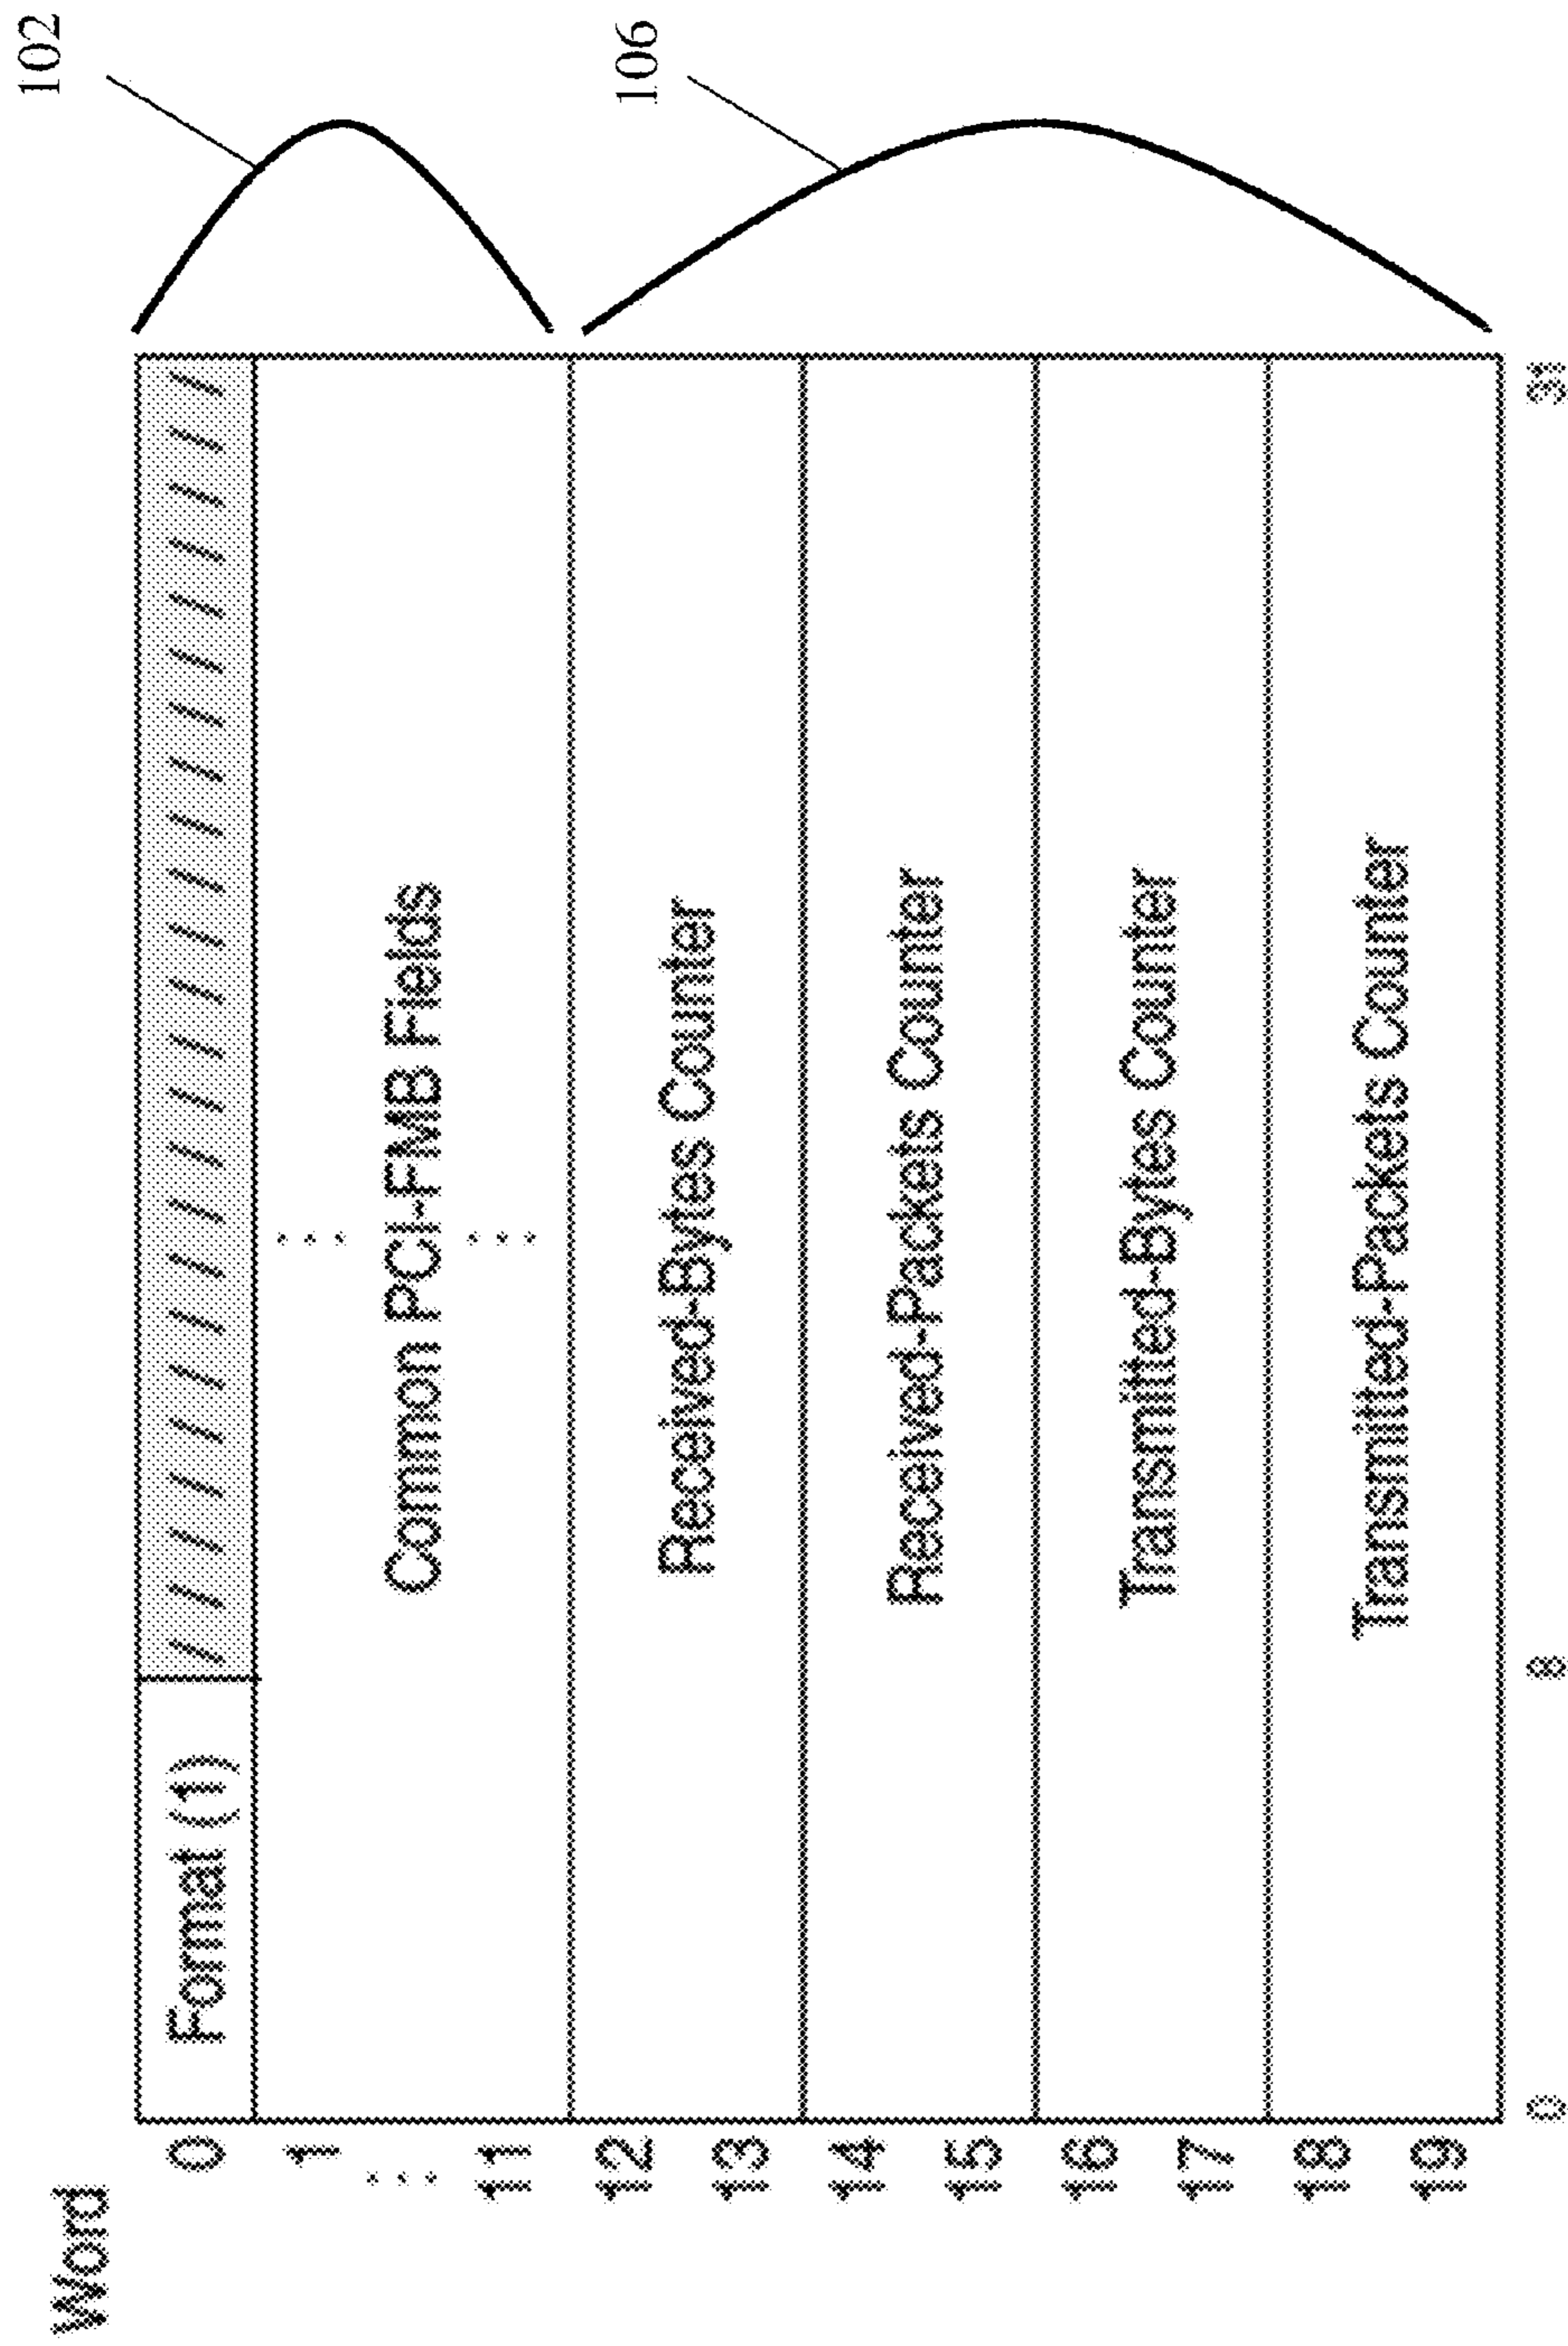 Word
0 Format (1)
1 . . .
. . . Common PCI-FMB Fields
11 . . .
12
Received-Bytes Counter
13
14
Received-Packets Counter
15
16
Transmitted-Bytes Counter
17
18
Transmitted-Packets Counter
19
0 8 31
102
106